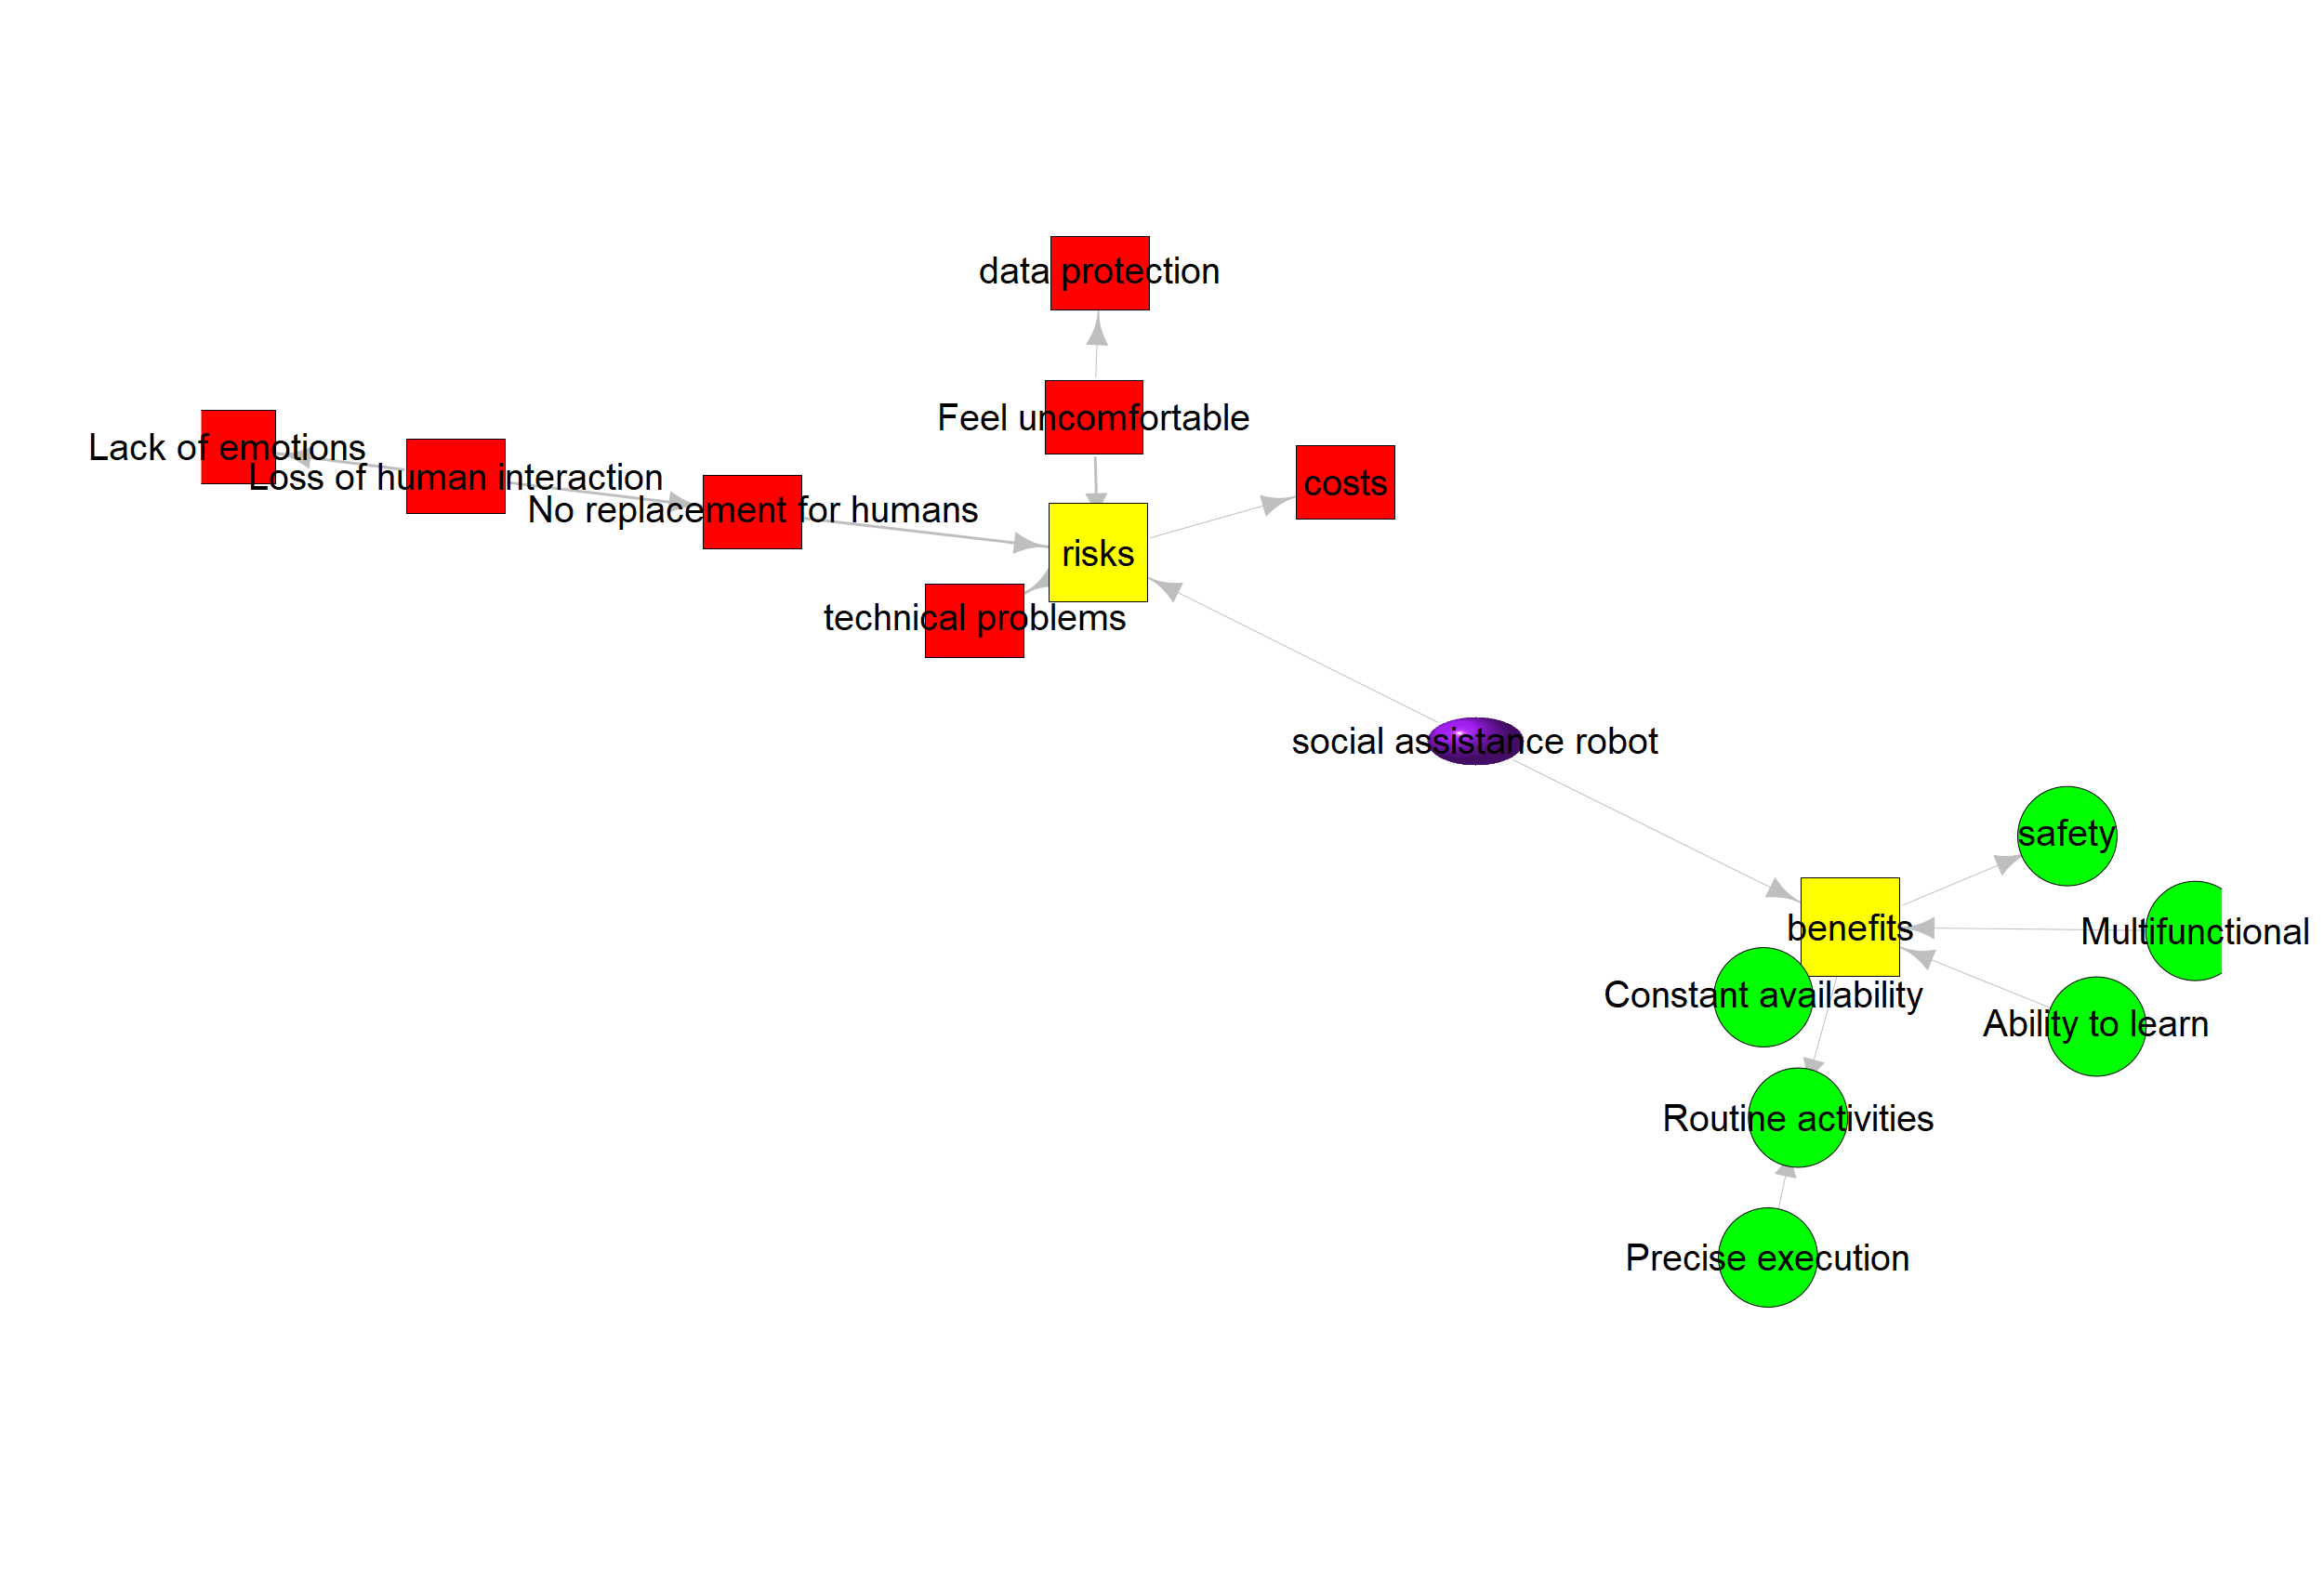 data protection
Feel uncomfortable
Lack of emotions
Loss of human interaction
costs
No replacement for humans
risks
technical problems
social assistance robot
safety
benefits
Multifunctional
Constant availability
Ability to learn
Routine activities
Precise execution